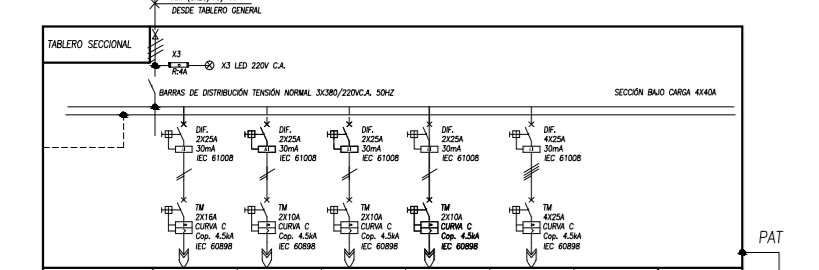 DESDE TABLERO GENERAL
TABLERO SECCIONAL
X3
R:4A
X3 LED 220V C.A.
BARRAS DE DISTRIBUCIÓN TENSIÓN NORMAL 3X380/220VC.A. 50HZ
SECCIÓN BAJO CARGA 4X40A
DIF.
2X25A
30mA
IEC 61008
DIF.
2X25A
30mA
IEC 61008
DIF.
2X25A
30mA
IEC 61008
DIF.
2X25A
30mA
IEC 61008
DIF.
4X25A
30mA
IEC 61008
TM
2X16A
CURVA C
Cop. 4.5kA
IEC 60898
TM
2X10A
CURVA C
Cop. 4.5kA
IEC 60898
TM
2X10A
CURVA C
Cop. 4.5kA
IEC 60898
TM
2X10A
CURVA C
Cop. 4.5kA
IEC 60898
TM
4X25A
CURVA C
Cop. 4.5kA
IEC 60898
PAT